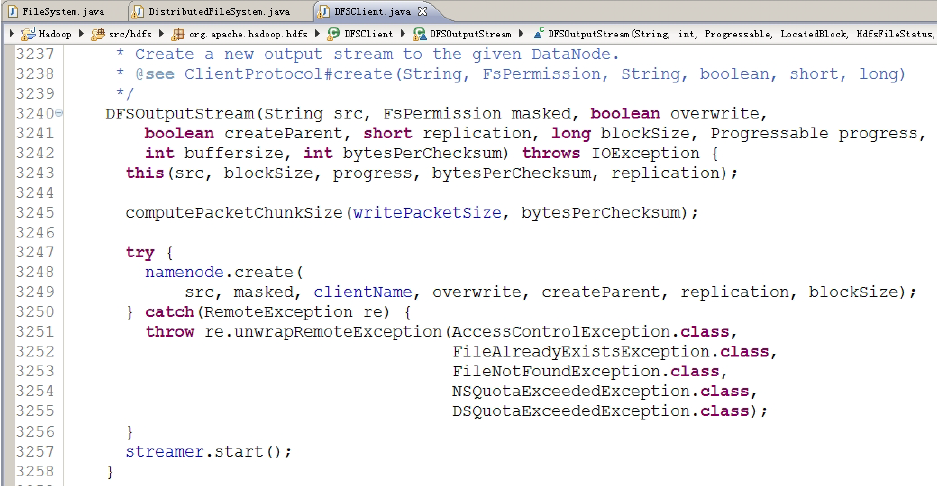 FileSystem.java DistributedFileSystem.java DFSClient.java
Hadoop src/hdfs org.apache.hadoop.hdfs DFSClient DFSOutputStream DFSOutputStream(String, int, Progressable, LocatedBlock, HdfsFileStatus,
3237 * Create a new output stream to the given DataNode.
3238 * @see ClientProtocol#create(String, FsPermission, String, boolean, short, long)
3239 */
3240 DFSOutputStream(String src, FsPermission masked, boolean overwrite,
3241 boolean createParent, short replication, long blockSize, Progressable progress,
3242 int buffersize, int bytesPerChecksum) throws IOException {
3243 this(src, blockSize, progress, bytesPerChecksum, replication);
3244
3245 computePacketChunkSize(writePacketSize, bytesPerChecksum);
3246
3247 try {
3248 namenode.create(
3249 src, masked, clientName, overwrite, createParent, replication, blockSize);
3250 } catch(RemoteException re) {
3251 throw re.unwrapRemoteException(AccessControlException.class,
3252 FileAlreadyExistsException.class,
3253 FileNotFoundException.class,
3254 NSQuotaExceededException.class,
3255 DSQuotaExceededException.class);
3256 }
3257 streamer.start();
3258 }